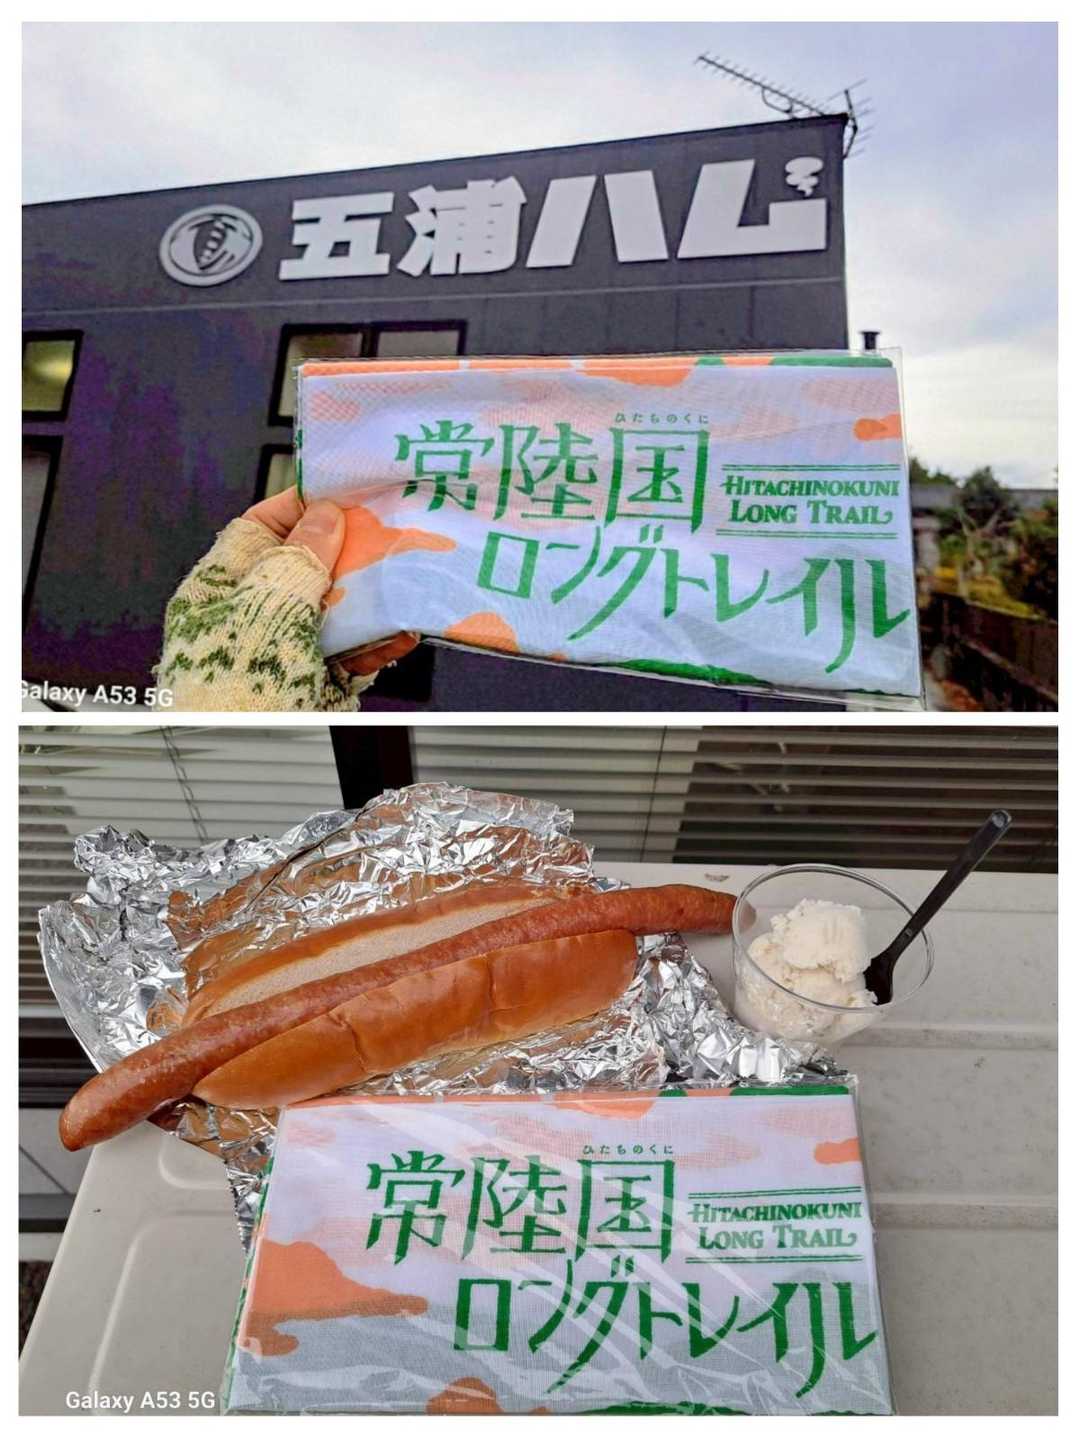 五浦ハム
ひたちのくに
常陸国
HITACHINOKUNI
LONG TRAIL
ロングトレイル
Galaxy A53 5G
ひたちのくに
常陸国
HITACHINOKUNI
LONG TRAIL
ロングトレイル
Galaxy A53 5G